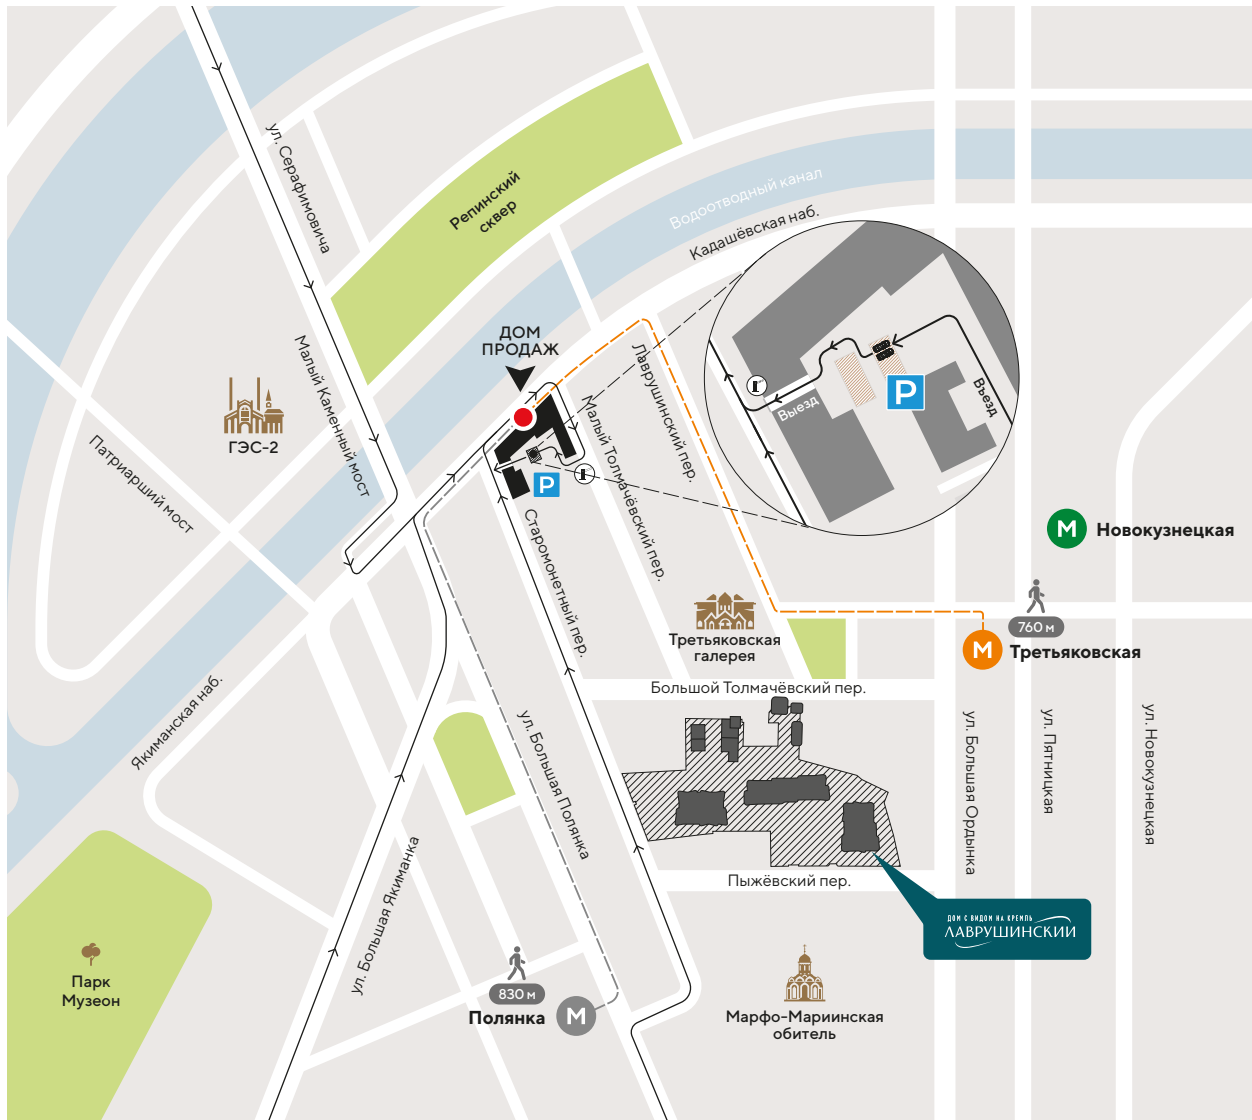 ул. Серафимовича
Репинский
сквер
Водоотводный канал
Кадашёвская наб.
ДОМ
ПРОДАЖ
Малый Каменный мост
Лаврушинский пер.
Малый Толмачёвский пер.
Выезд
Въезд
P
ГЭС-2
Патриарший мост
P
Старомонетный пер.
М
Новокузнецкая
760 м
М
Третьяковская
Третьяковская
галерея
Большой Толмачёвский пер.
Якиманская наб.
ул. Большая Полянка
ул. Большая Ордынка
ул. Пятницкая
ул. Новокузнецкая
Пыжёвский пер.
ул. Большая Якиманка
ДОМ С ВИДОМ НА КРЕМЛЬ
ЛАВРУШИНСКИЙ
Парк
Музеон
830 м
Полянка
М
Марфо-Мариинская
обитель